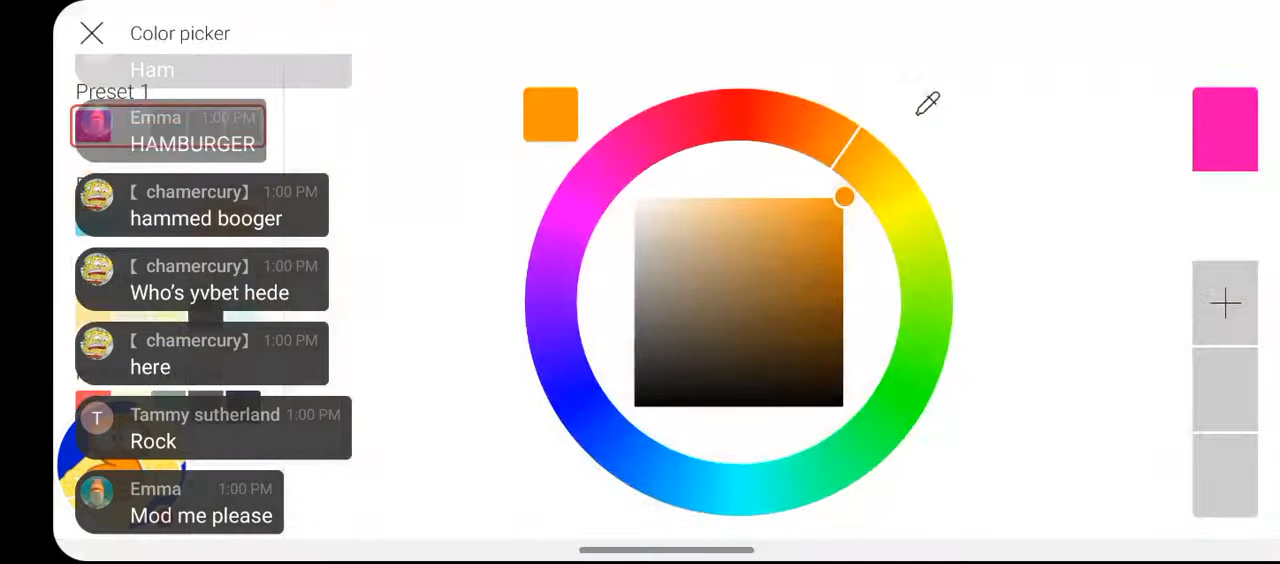 Color picker
Ham
Preset 1
Emma 1:00 PM
HAMBURGER
【 chamercury】 1:00 PM
hammed booger
【 chamercury】 1:00 PM
Who's yvbet hede
【 chamercury】 1:00 PM
here
T
Tammy sutherland 1:00 PM
Rock
Emma 1:00 PM
Mod me please